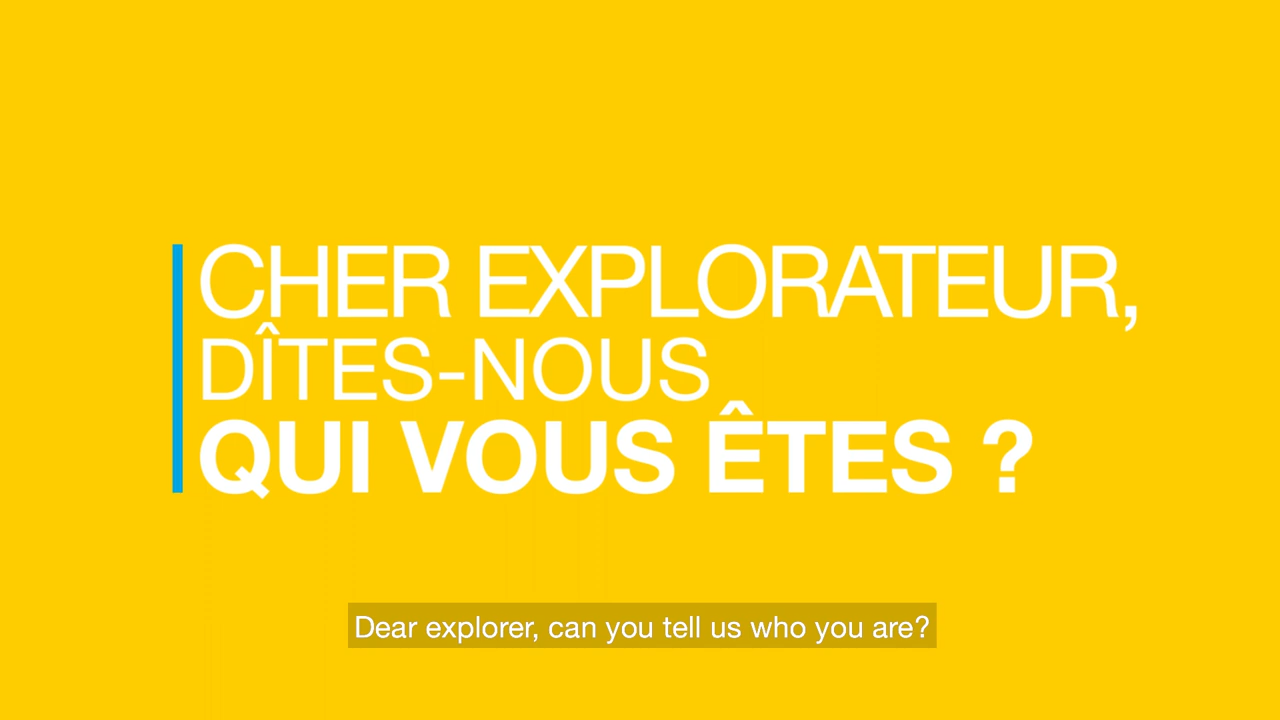 CHER EXPLORATEUR,
DÎTES-NOUS
QUI VOUS ÊTES ?
Dear explorer, can you tell us who you are?